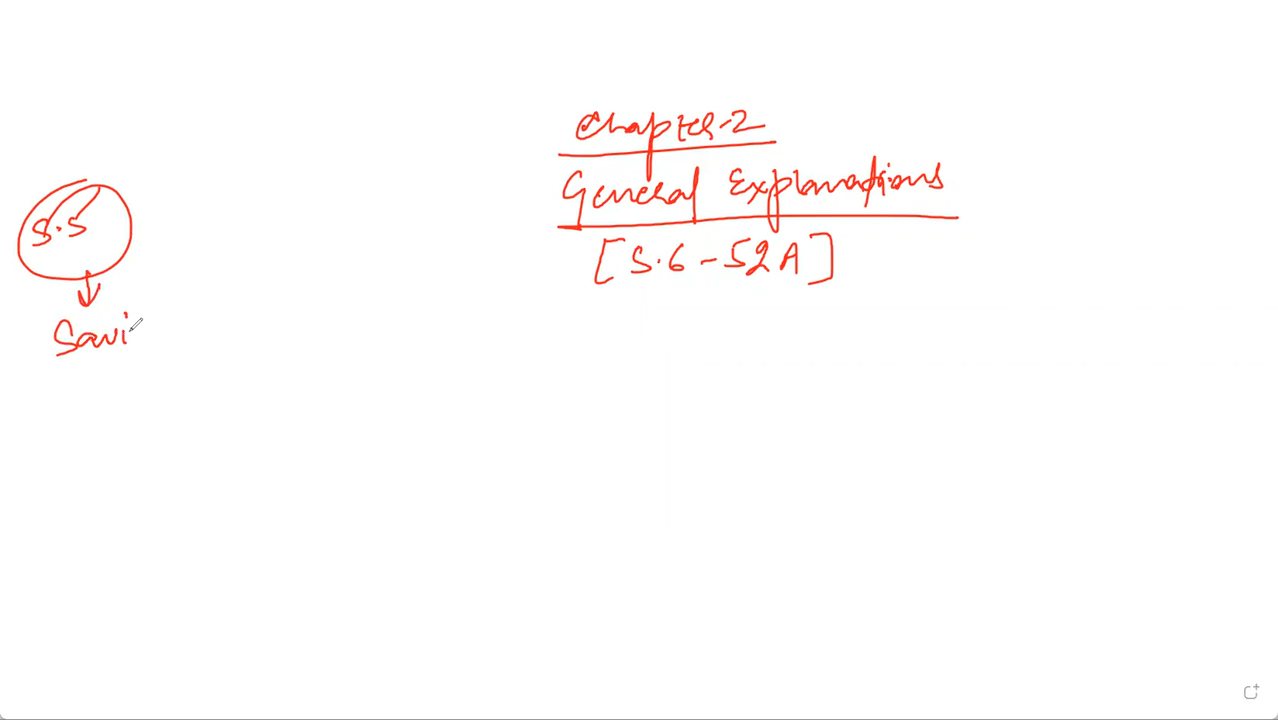 Chapter-2
General Explanations
[S.6-52A]
S.5
Savi